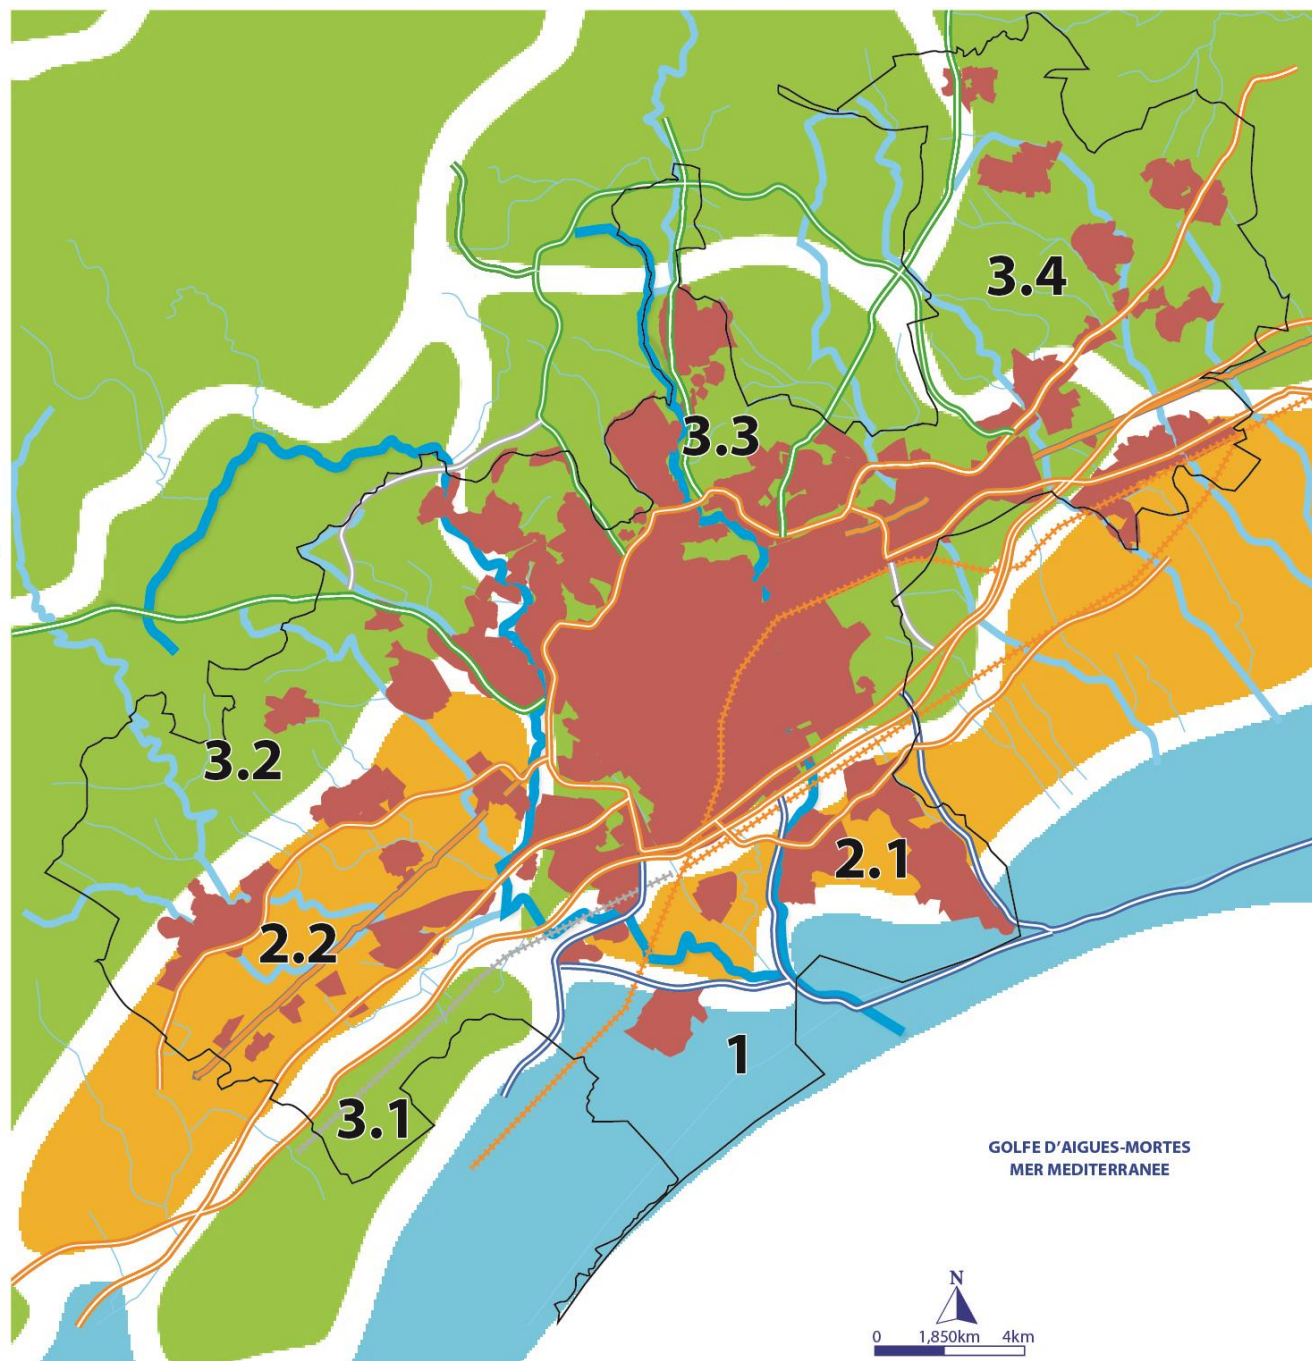 3.4
3.3
3.2
2.1
2.2
1
3.1
GOLFE D'AIGUES-MORTES
MER MEDITERRANEE
N
0 1,850km 4km